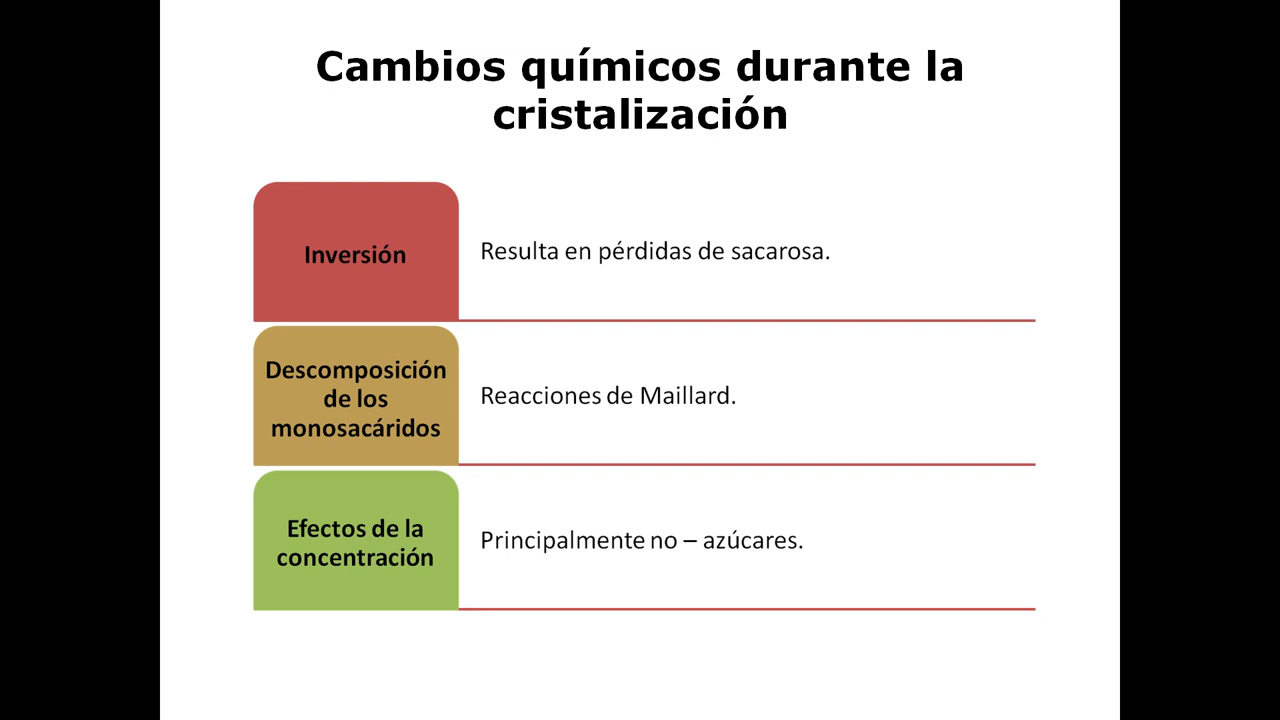 Cambios químicos durante la
cristalización
Inversión
Resulta en pérdidas de sacarosa.
Descomposición
de los
monosacáridos
Reacciones de Maillard.
Efectos de la
concentración
Principalmente no – azúcares.